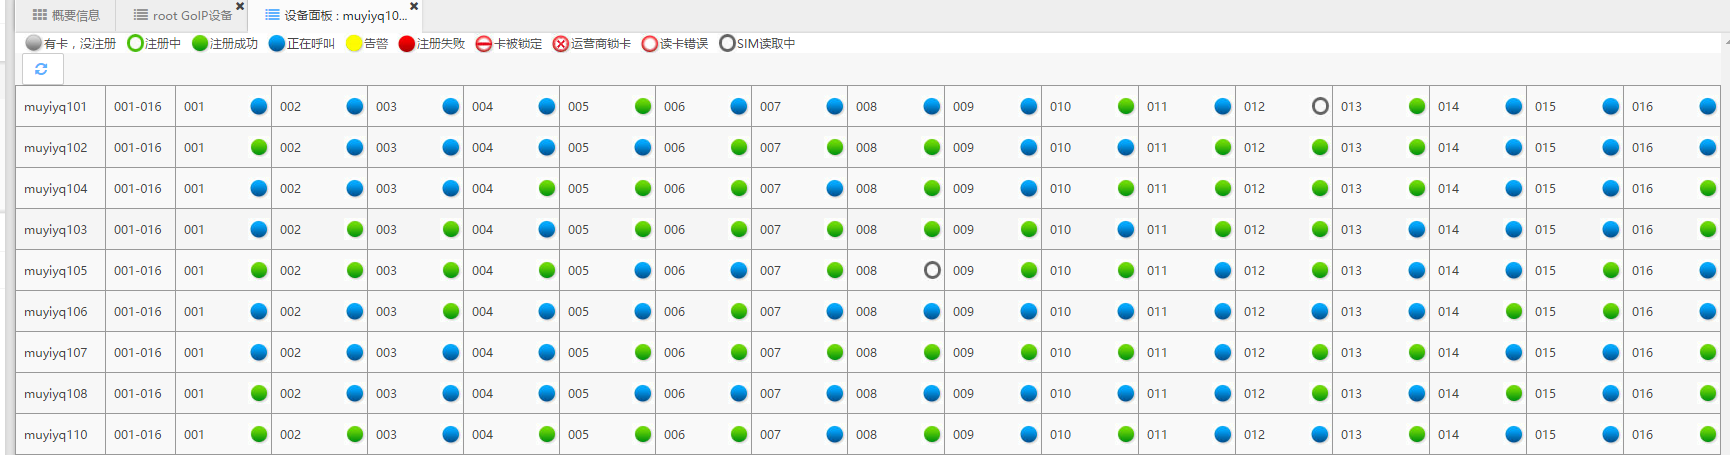 概要信息 root GoIP设备 设备面板 : muyiyq10...
有卡，没注册 注册中 注册成功 正在呼叫 告警 注册失败 卡被锁定 运营商锁卡 读卡错误 SIM读取中
muyiyq101 001-016 001 002 003 004 005 006 007 008 009 010 011 012 013 014 015 016
muyiyq102 001-016 001 002 003 004 005 006 007 008 009 010 011 012 013 014 015 016
muyiyq104 001-016 001 002 003 004 005 006 007 008 009 010 011 012 013 014 015 016
muyiyq103 001-016 001 002 003 004 005 006 007 008 009 010 011 012 013 014 015 016
muyiyq105 001-016 001 002 003 004 005 006 007 008 009 010 011 012 013 014 015 016
muyiyq106 001-016 001 002 003 004 005 006 007 008 009 010 011 012 013 014 015 016
muyiyq107 001-016 001 002 003 004 005 006 007 008 009 010 011 012 013 014 015 016
muyiyq108 001-016 001 002 003 004 005 006 007 008 009 010 011 012 013 014 015 016
muyiyq110 001-016 001 002 003 004 005 006 007 008 009 010 011 012 013 014 015 016